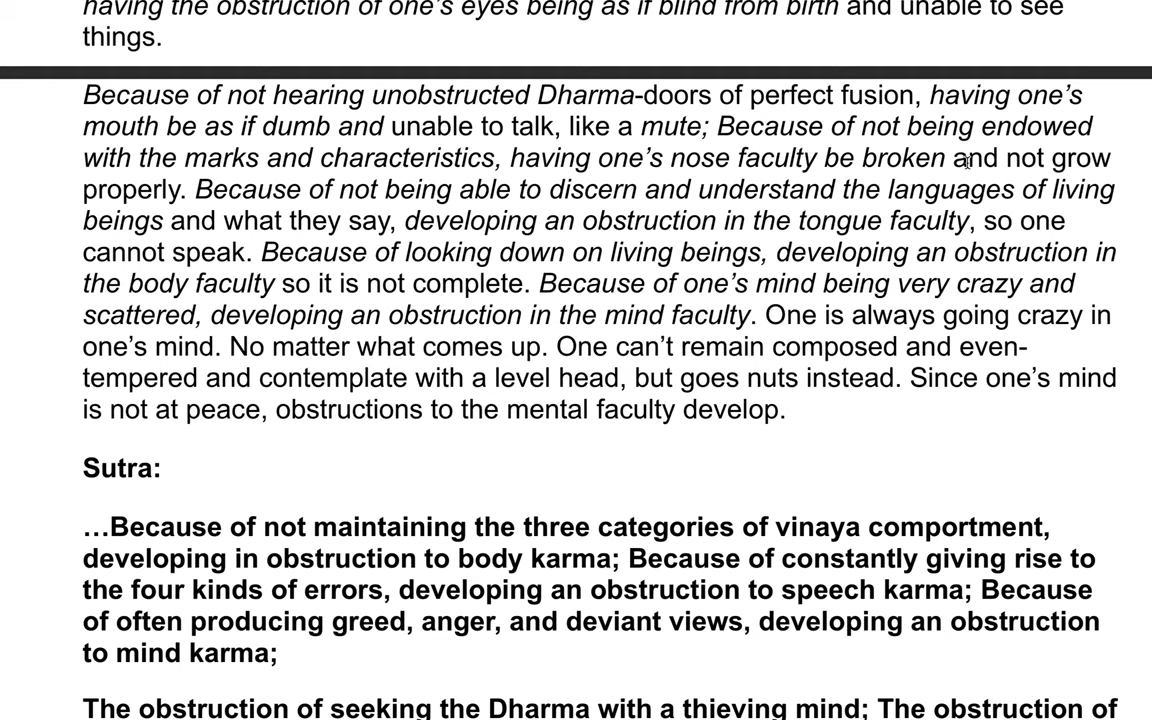 having the obstruction of one's eyes being as if blind from birth and unable to see
things.
Because of not hearing unobstructed Dharma-doors of perfect fusion, having one's
mouth be as if dumb and unable to talk, like a mute; Because of not being endowed
with the marks and characteristics, having one's nose faculty be broken and not grow
properly. Because of not being able to discern and understand the languages of living
beings and what they say, developing an obstruction in the tongue faculty, so one
cannot speak. Because of looking down on living beings, developing an obstruction in
the body faculty so it is not complete. Because of one's mind being very crazy and
scattered, developing an obstruction in the mind faculty. One is always going crazy in
one's mind. No matter what comes up. One can't remain composed and even-
tempered and contemplate with a level head, but goes nuts instead. Since one's mind
is not at peace, obstructions to the mental faculty develop.
Sutra:
…Because of not maintaining the three categories of vinaya comportment,
developing in obstruction to body karma; Because of constantly giving rise to
the four kinds of errors, developing an obstruction to speech karma; Because
of often producing greed, anger, and deviant views, developing an obstruction
to mind karma;
The obstruction of seeking the Dharma with a thieving mind; The obstruction of